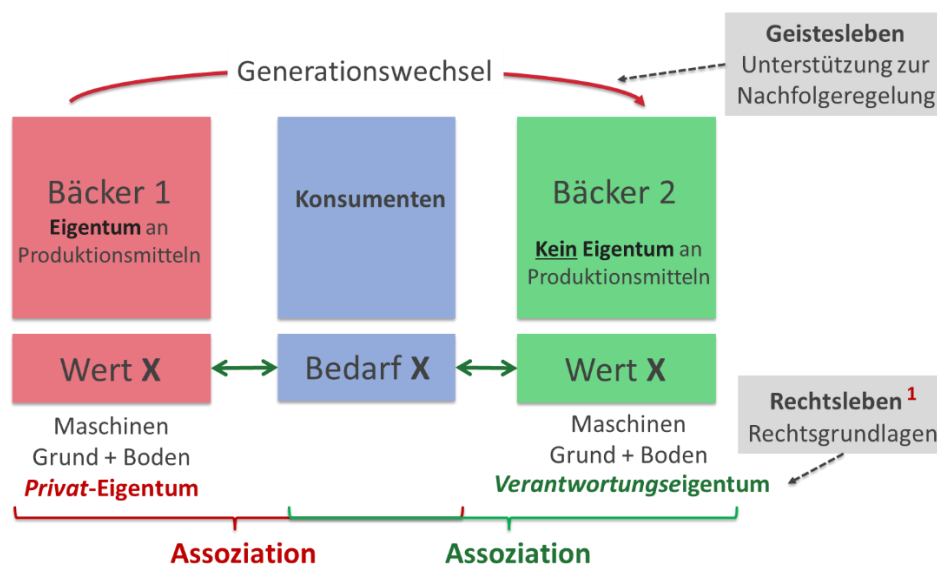 Generationswechsel
Geistesleben
Unterstützung zur
Nachfolgeregelung
Bäcker 1
Eigentum an
Produktionsmitteln
Konsumenten
Bäcker 2
Kein Eigentum an
Produktionsmitteln
Wert X
Bedarf X
Wert X
Maschinen
Grund + Boden
Privat-Eigentum
Maschinen
Grund + Boden
Verantwortungseigentum
Rechtsleben 1
Rechtsgrundlagen
Assoziation
Assoziation